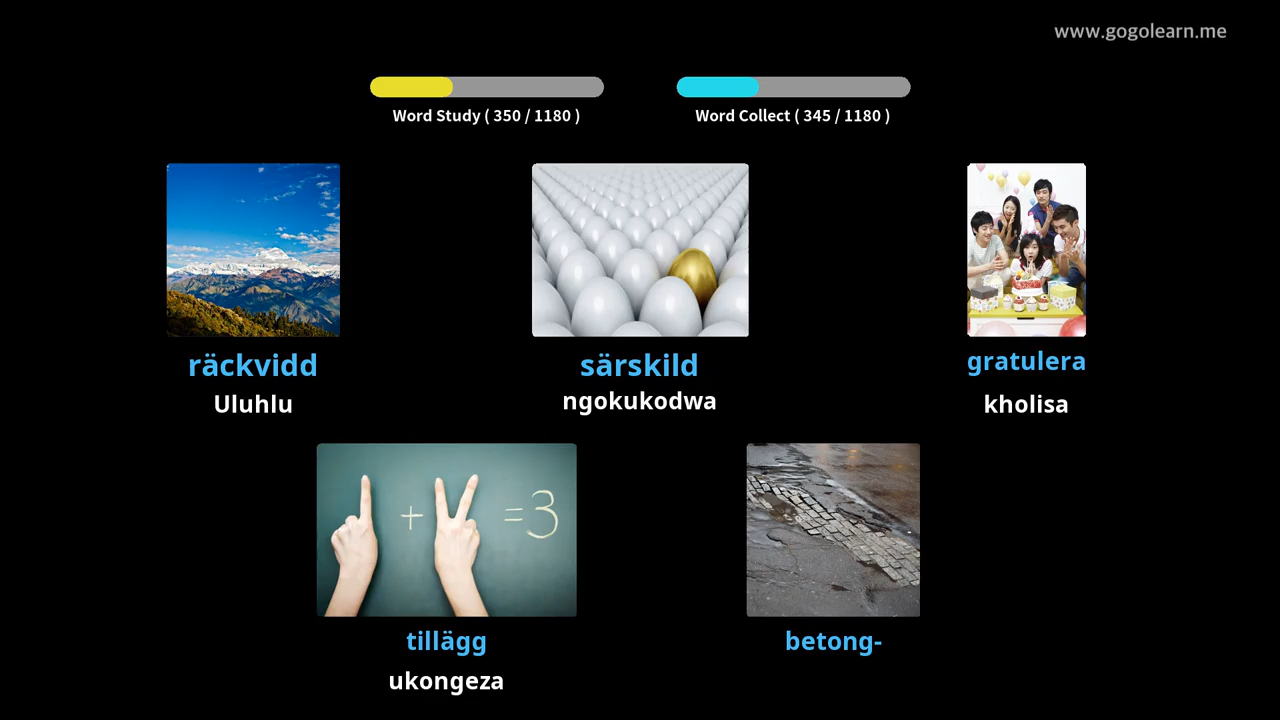 www.gogolearn.me
Word Study ( 350 / 1180 )
Word Collect ( 345 / 1180 )
räckvidd
Uluhlu
särskild
ngokukodwa
gratulera
kholisa
+ =3
tillägg
ukongeza
betong-